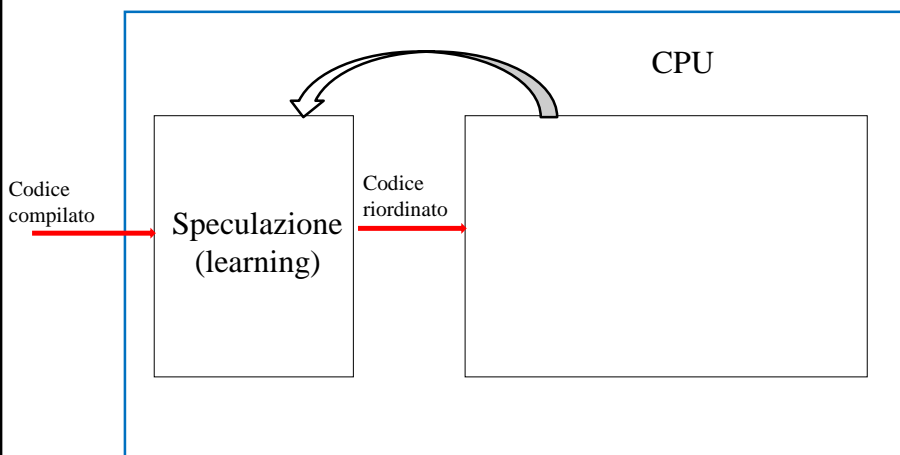 CPU
Codice
compilato
Speculazione
(learning)
Codice
riordinato